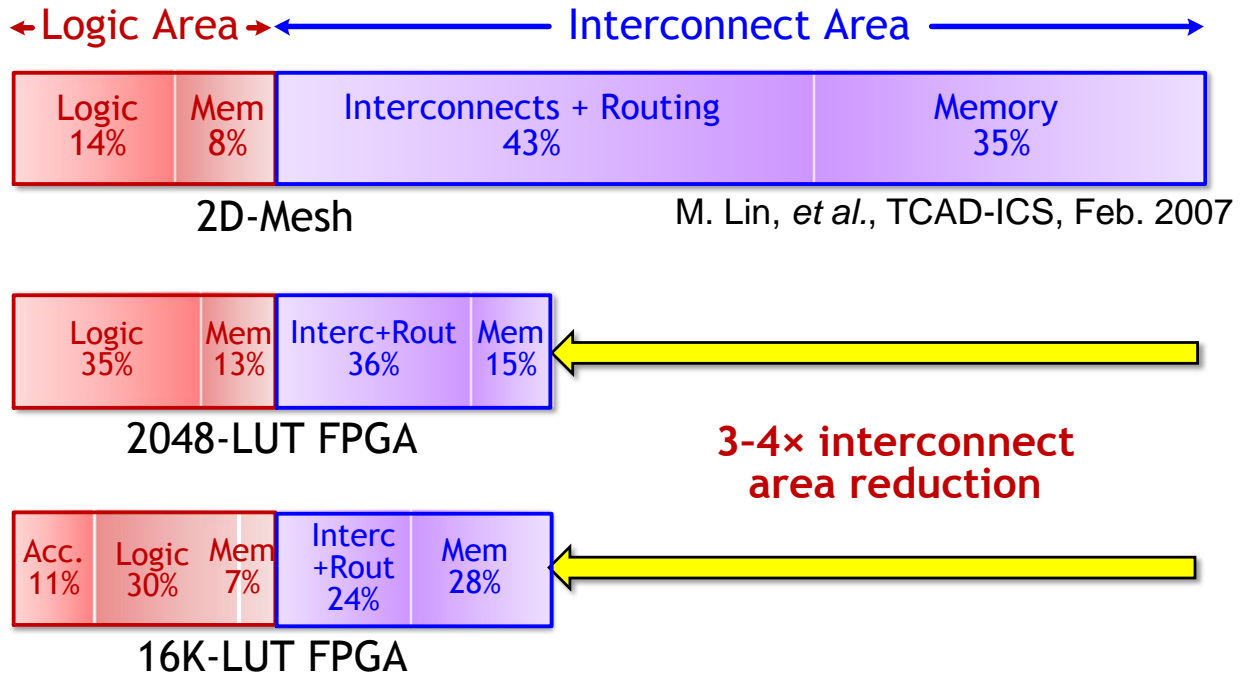 Logic Area
Interconnect Area
Logic Mem Interconnects + Routing Memory
14% 8% 43% 35%
2D-Mesh
M. Lin, et al., TCAD-ICS, Feb. 2007
Logic Mem Interc+Rout Mem
35% 13% 36% 15%
2048-LUT FPGA
3-4× interconnect
area reduction
Acc. Logic Mem Interc +Rout Mem
11% 30% 7% 24% 28%
16K-LUT FPGA